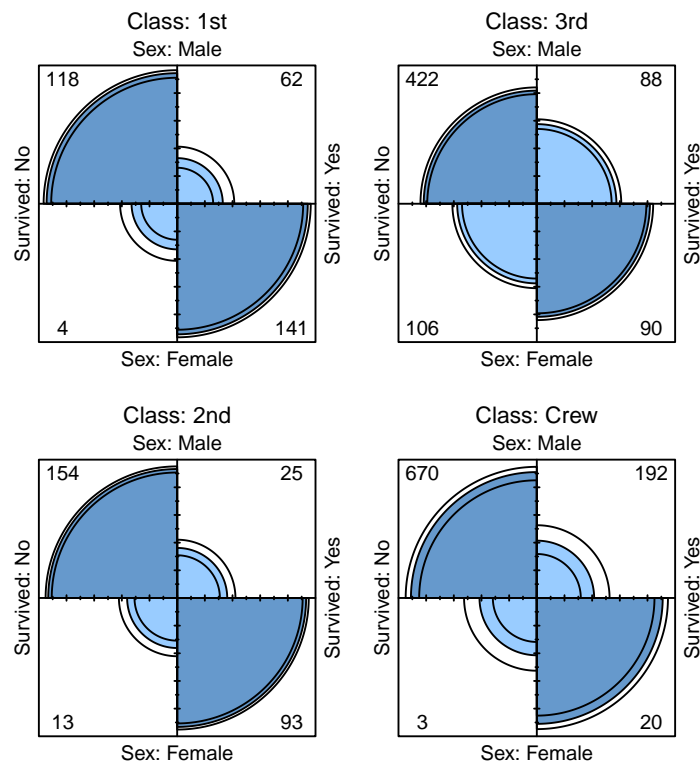 Class: 1st
Sex: Male
118
62
Survived: No
Survived: Yes
4
141
Sex: Female
Class: 3rd
Sex: Male
422
88
Survived: No
Survived: Yes
106
90
Sex: Female
Class: 2nd
Sex: Male
154
25
Survived: No
Survived: Yes
13
93
Sex: Female
Class: Crew
Sex: Male
670
192
Survived: No
Survived: Yes
3
20
Sex: Female